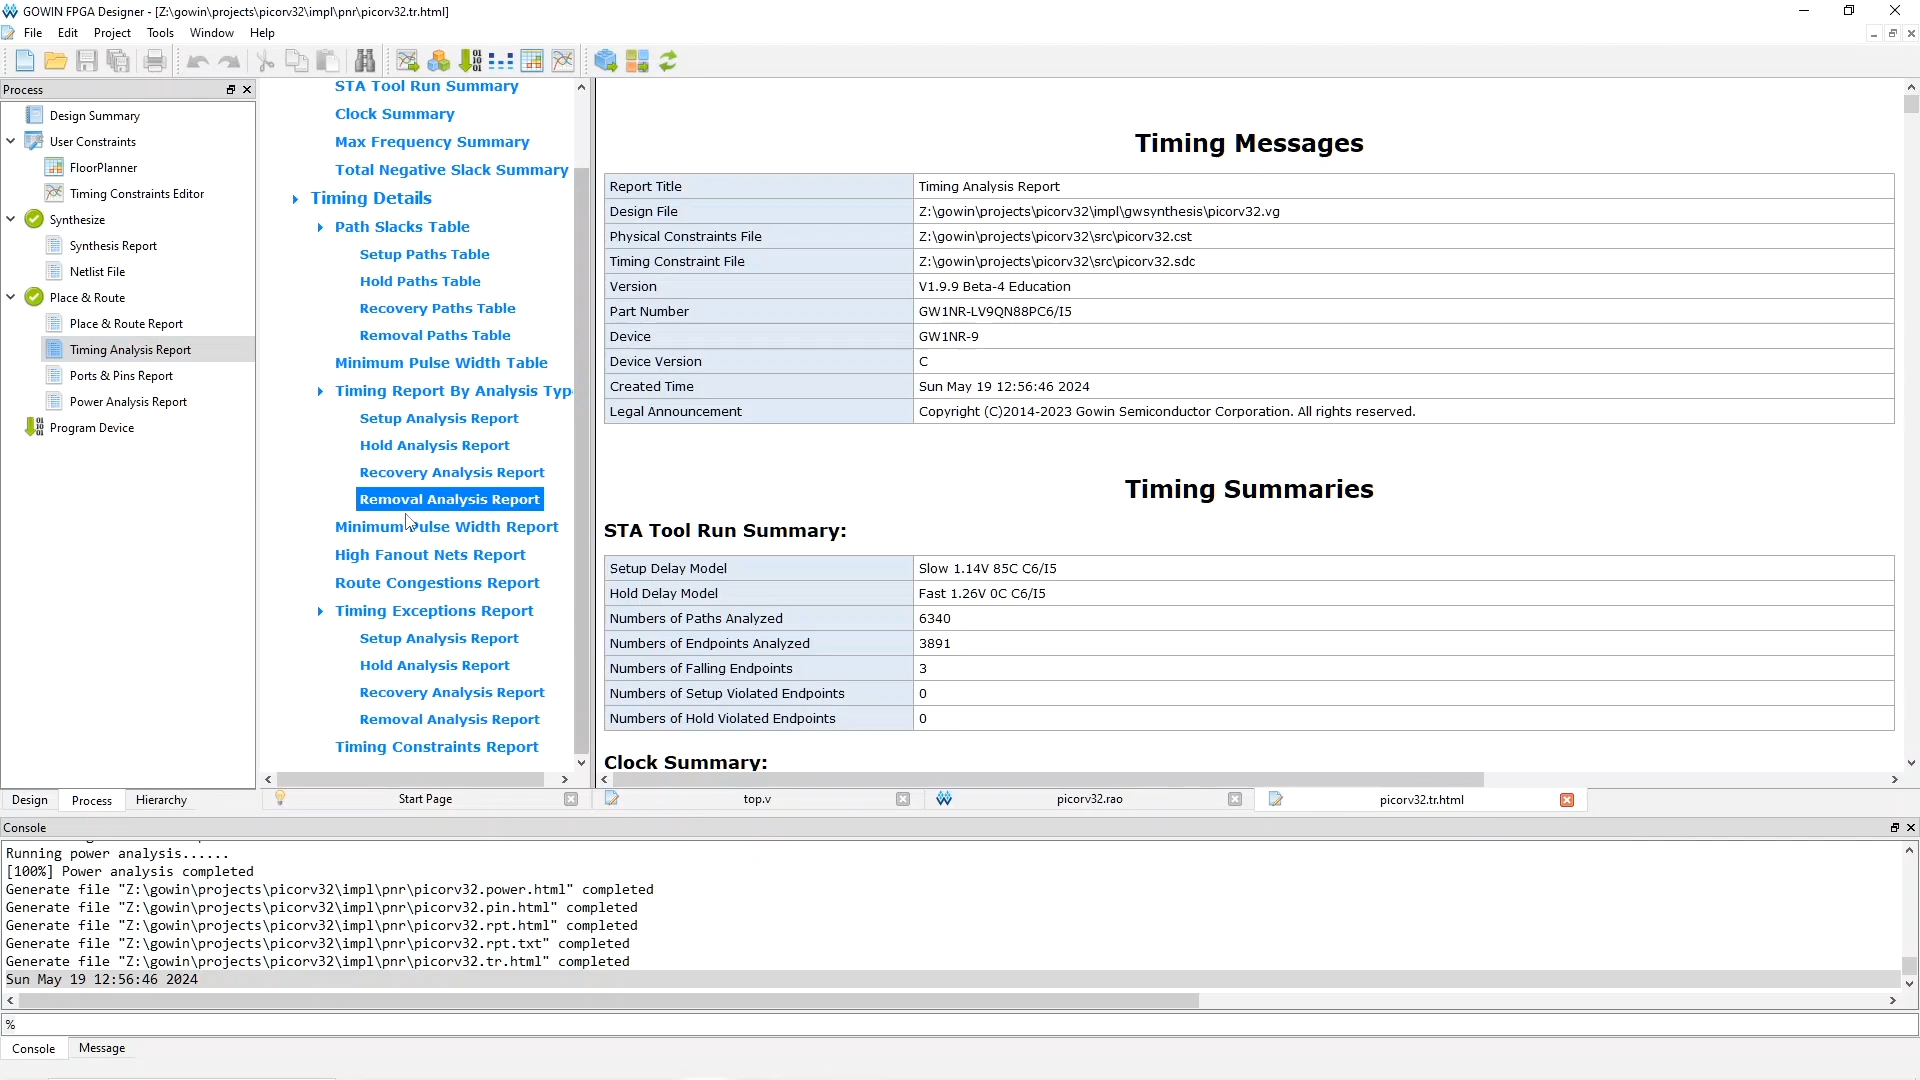 GOWIN FPGA Designer - [Z:\gowin\projects\picorv32\impl\pnr\picorv32.tr.html]
File Edit Project Tools Window Help
Process
Design Summary
User Constraints
FloorPlanner
Timing Constraints Editor
Synthesize
Synthesis Report
Netlist File
Place & Route
Place & Route Report
Timing Analysis Report
Ports & Pins Report
Power Analysis Report
Program Device
Design Process Hierarchy
STA Tool Run Summary
Clock Summary
Max Frequency Summary
Total Negative Slack Summary
Timing Details
Path Slacks Table
Setup Paths Table
Hold Paths Table
Recovery Paths Table
Removal Paths Table
Minimum Pulse Width Table
Timing Report By Analysis Typ
Setup Analysis Report
Hold Analysis Report
Recovery Analysis Report
Removal Analysis Report
Minimum Pulse Width Report
High Fanout Nets Report
Route Congestions Report
Timing Exceptions Report
Setup Analysis Report
Hold Analysis Report
Recovery Analysis Report
Removal Analysis Report
Timing Constraints Report
Timing Messages
Report Title Timing Analysis Report
Design File Z:\gowin\projects\picorv32\impl\gwsynthesis\picorv32.vg
Physical Constraints File Z:\gowin\projects\picorv32\src\picorv32.cst
Timing Constraint File Z:\gowin\projects\picorv32\src\picorv32.sdc
Version V1.9.9 Beta-4 Education
Part Number GW1NR-LV9QN88PC6/I5
Device GW1NR-9
Device Version C
Created Time Sun May 19 12:56:46 2024
Legal Announcement Copyright (C)2014-2023 Gowin Semiconductor Corporation. All rights reserved.
Timing Summaries
STA Tool Run Summary:
Setup Delay Model Slow 1.14V 85C C6/I5
Hold Delay Model Fast 1.26V 0C C6/I5
Numbers of Paths Analyzed 6340
Numbers of Endpoints Analyzed 3891
Numbers of Falling Endpoints 3
Numbers of Setup Violated Endpoints 0
Numbers of Hold Violated Endpoints 0
Clock Summary:
Start Page top.v picorv32.rao picorv32.tr.html
Console
Running power analysis......
[100%] Power analysis completed
Generate file "Z:\gowin\projects\picorv32\impl\pnr\picorv32.power.html" completed
Generate file "Z:\gowin\projects\picorv32\impl\pnr\picorv32.pin.html" completed
Generate file "Z:\gowin\projects\picorv32\impl\pnr\picorv32.rpt.html" completed
Generate file "Z:\gowin\projects\picorv32\impl\pnr\picorv32.rpt.txt" completed
Generate file "Z:\gowin\projects\picorv32\impl\pnr\picorv32.tr.html" completed
Sun May 19 12:56:46 2024
%
Console Message